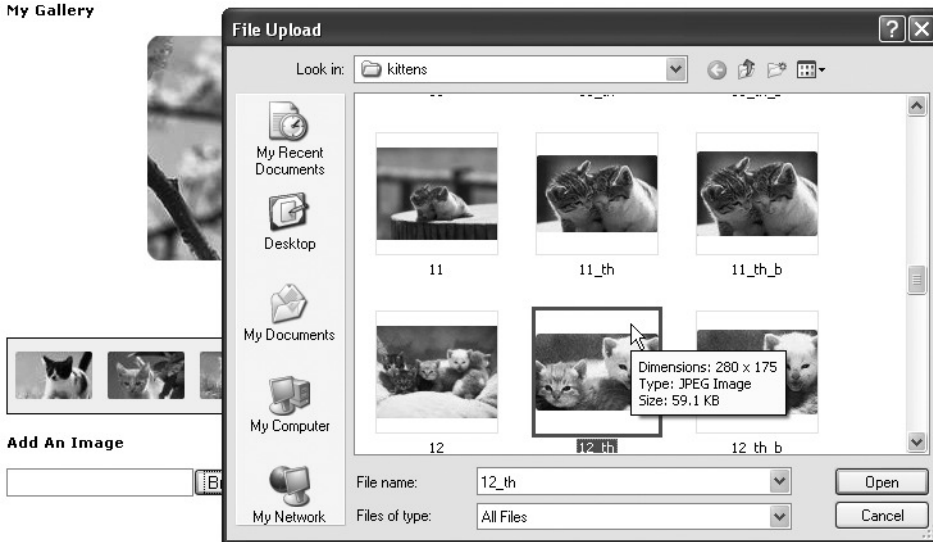 My Gallery
File Upload
Look in:
kittens
My Recent
Documents
Desktop
My Documents
My Computer
My Network
11
11_th
11_th_b
12
12_th
12_th_b
Dimensions: 280 x 175
Type: JPEG Image
Size: 59.1 KB
File name:
12_th
Open
Files of type:
All Files
Cancel
Add An Image